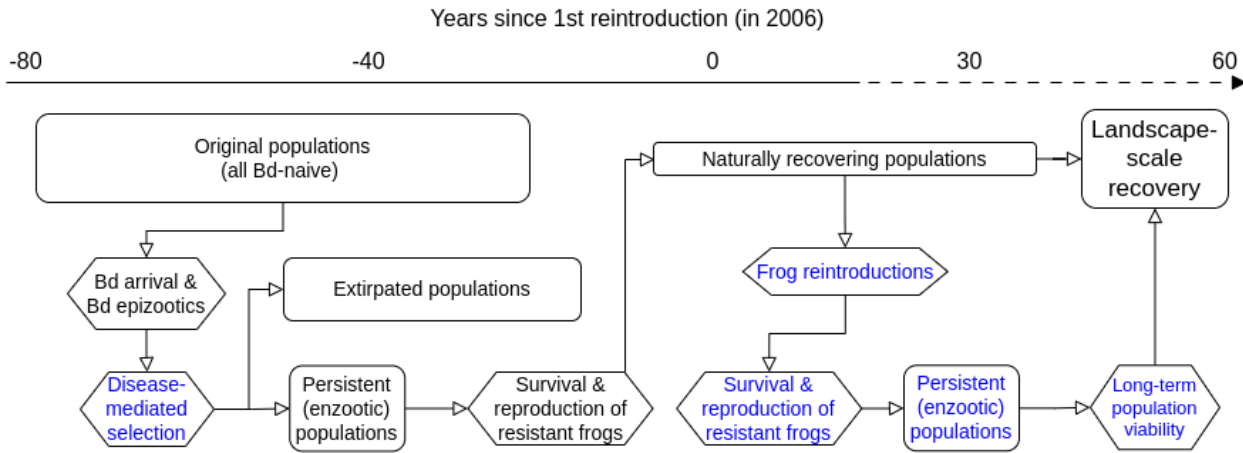 Years since 1st reintroduction (in 2006)
-80 -40 0 30 60
Original populations
(all Bd-naive)
Naturally recovering populations
Landscape-
scale
recovery
Bd arrival &
Bd epizootics
Extirpated populations
Frog reintroductions
Disease-
mediated
selection
Persistent
(enzootic)
populations
Survival &
reproduction of
resistant frogs
Survival &
reproduction of
resistant frogs
Persistent
(enzootic)
populations
Long-term
population
viability